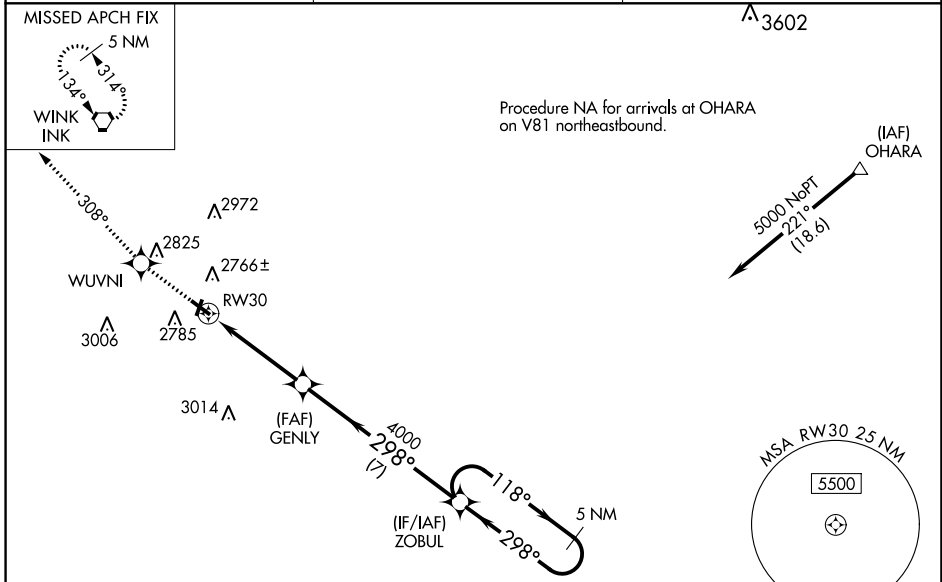 MISSED APCH FIX
5 NM
314°
134°
WINK
INK
3602
Procedure NA for arrivals at OHARA
on V81 northeastbound.
(IAF)
OHARA
5000 NoPT
221°
(18.6)
308°
2972
2825
WUVNI
2766±
RW30
3006
2785
3014
(FAF)
GENLY
4000
298°
(7)
118°
5 NM
(IF/IAF)
ZOBUL
298°
MSA RW30 25 NM
5500